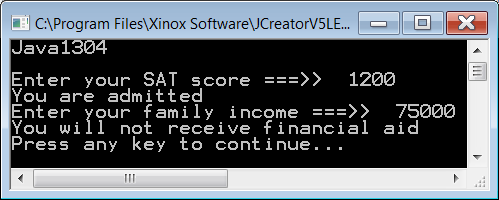 C:\Program Files\Xinox Software\JCreatorV5LE...
Java1304
Enter your SAT score ===>>  1200
You are admitted
Enter your family income ===>>  75000
You will not receive financial aid
Press any key to continue...